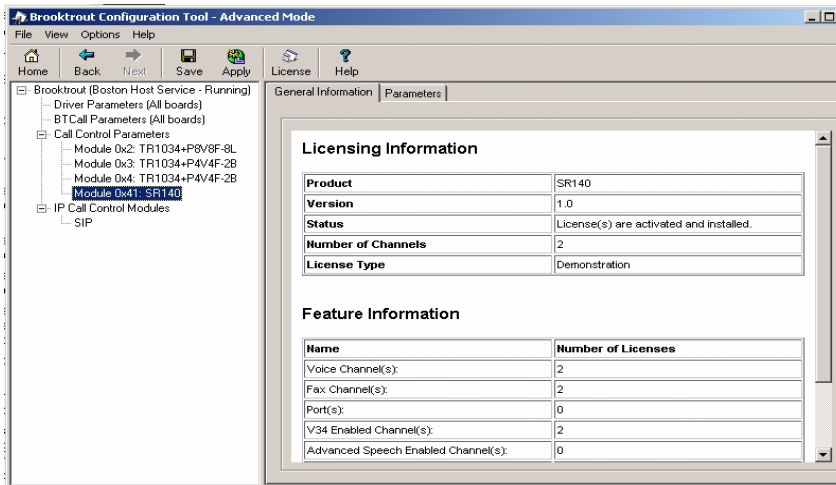 Brooktrout Configuration Tool - Advanced Mode
File View Options Help
Home Back Next Save Apply License Help
Brooktrout (Boston Host Service - Running)
Driver Parameters (All boards)
BTCall Parameters (All boards)
Call Control Parameters
Module 0x2: TR1034+P8V8F-8L
Module 0x3: TR1034+P4V4F-2B
Module 0x4: TR1034+P4V4F-2B
Module 0x41: SR140
IP Call Control Modules
SIP
General Information Parameters
Licensing Information
Product SR140
Version 1.0
Status License(s) are activated and installed.
Number of Channels 2
License Type Demonstration
Feature Information
Name Number of Licenses
Voice Channel(s): 2
Fax Channel(s): 2
Port(s): 0
V34 Enabled Channel(s): 2
Advanced Speech Enabled Channel(s): 0